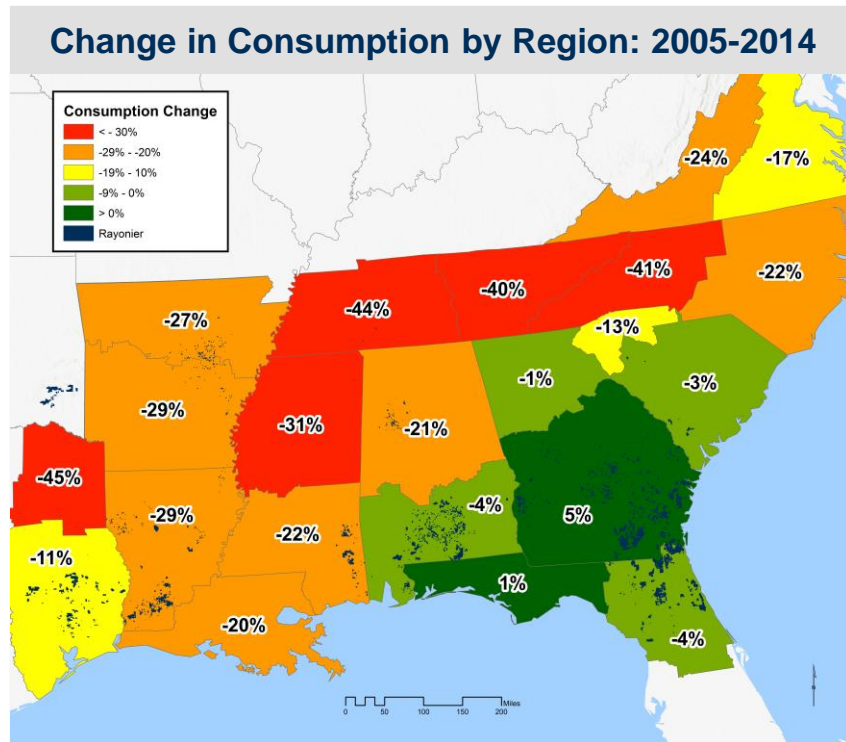 Change in Consumption by Region: 2005-2014
Consumption Change
< - 30%
-29% - -20%
-19% - 10%
-9% - 0%
> 0%
Rayonier
-24%
-17%
-41%
-40%
-44%
-22%
-27%
-13%
-1%
-3%
-29%
-31%
-21%
-45%
-29%
-4%
5%
-22%
-11%
1%
-20%
-4%
Miles
0 50 100 150 200